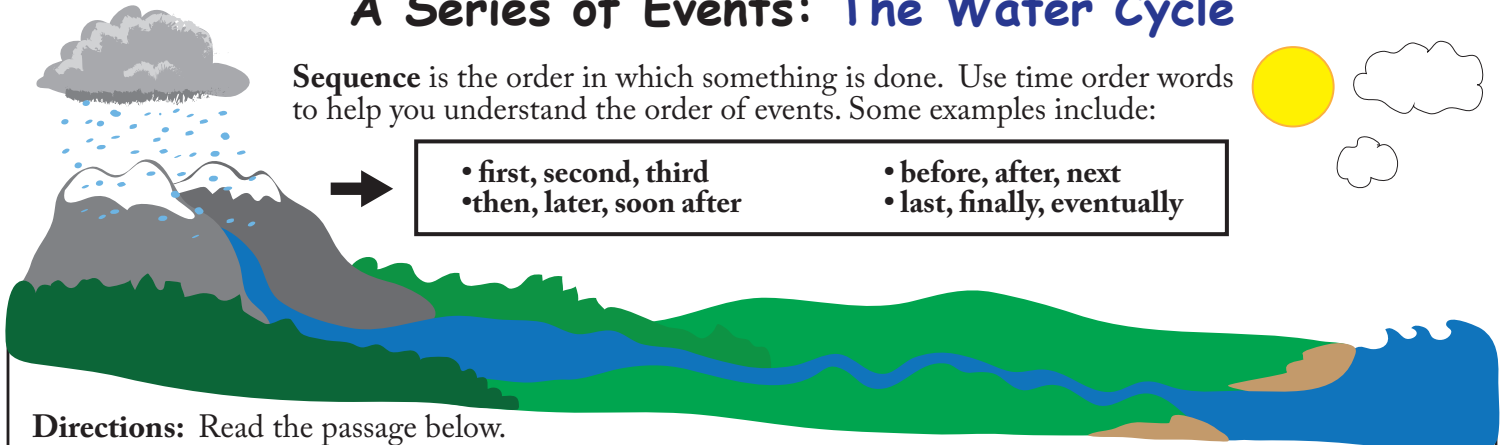 A Series of Events: The Water Cycle
Sequence is the order in which something is done. Use time order words
to help you understand the order of events. Some examples include:
• first, second, third
•then, later, soon after
• before, after, next
• last, finally, eventually
Directions: Read the passage below.